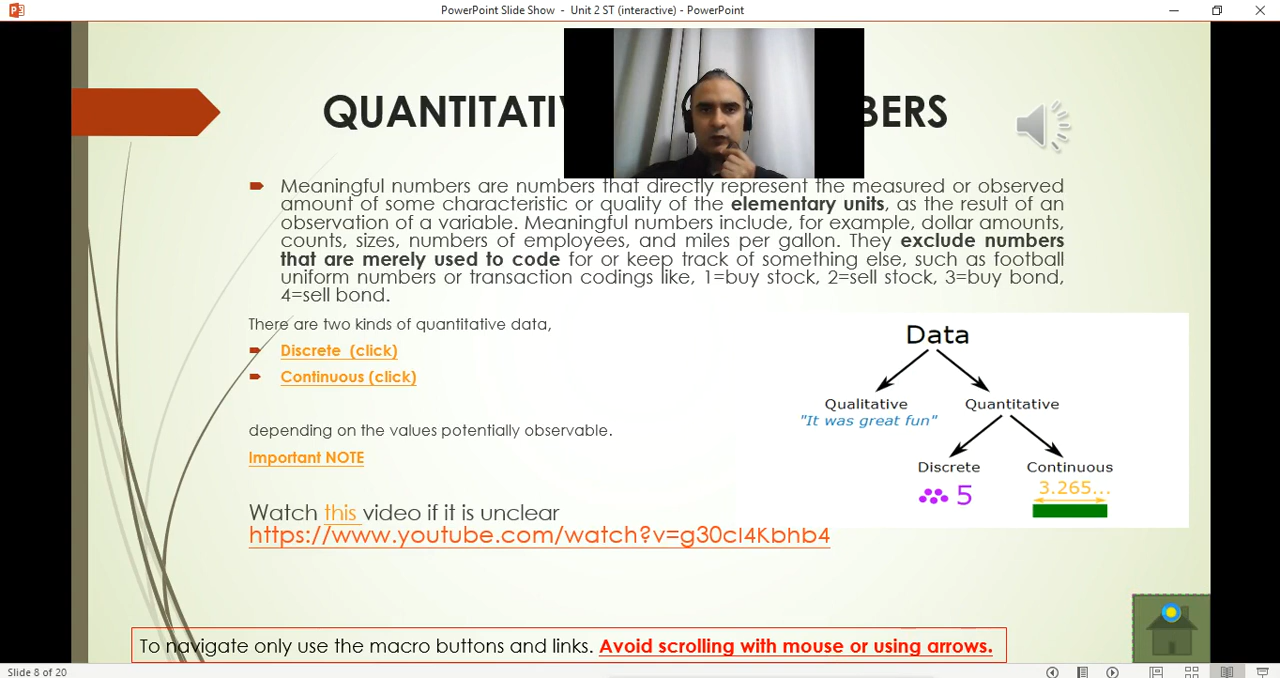 PowerPoint Slide Show - Unit 2 ST (interactive) - PowerPoint
Meaningful numbers are numbers that directly represent the measured or observed
amount of some characteristic or quality of the elementary units, as the result of an
observation of a variable. Meaningful numbers include, for example, dollar amounts,
counts, sizes, numbers of employees, and miles per gallon. They exclude numbers
that are merely used to code for or keep track of something else, such as football
uniform numbers or transaction codings like, 1=buy stock, 2=sell stock, 3=buy bond,
4=sell bond.
There are two kinds of quantitative data,
Discrete (click)
Continuous (click)
depending on the values potentially observable.
Important NOTE
Watch this video if it is unclear
https://www.youtube.com/watch?v=g30cI4Kbhb4
Data
Qualitative Quantitative
"It was great fun"
Discrete Continuous
5 3.265...
To navigate only use the macro buttons and links. Avoid scrolling with mouse or using arrows.
Slide 8 of 20